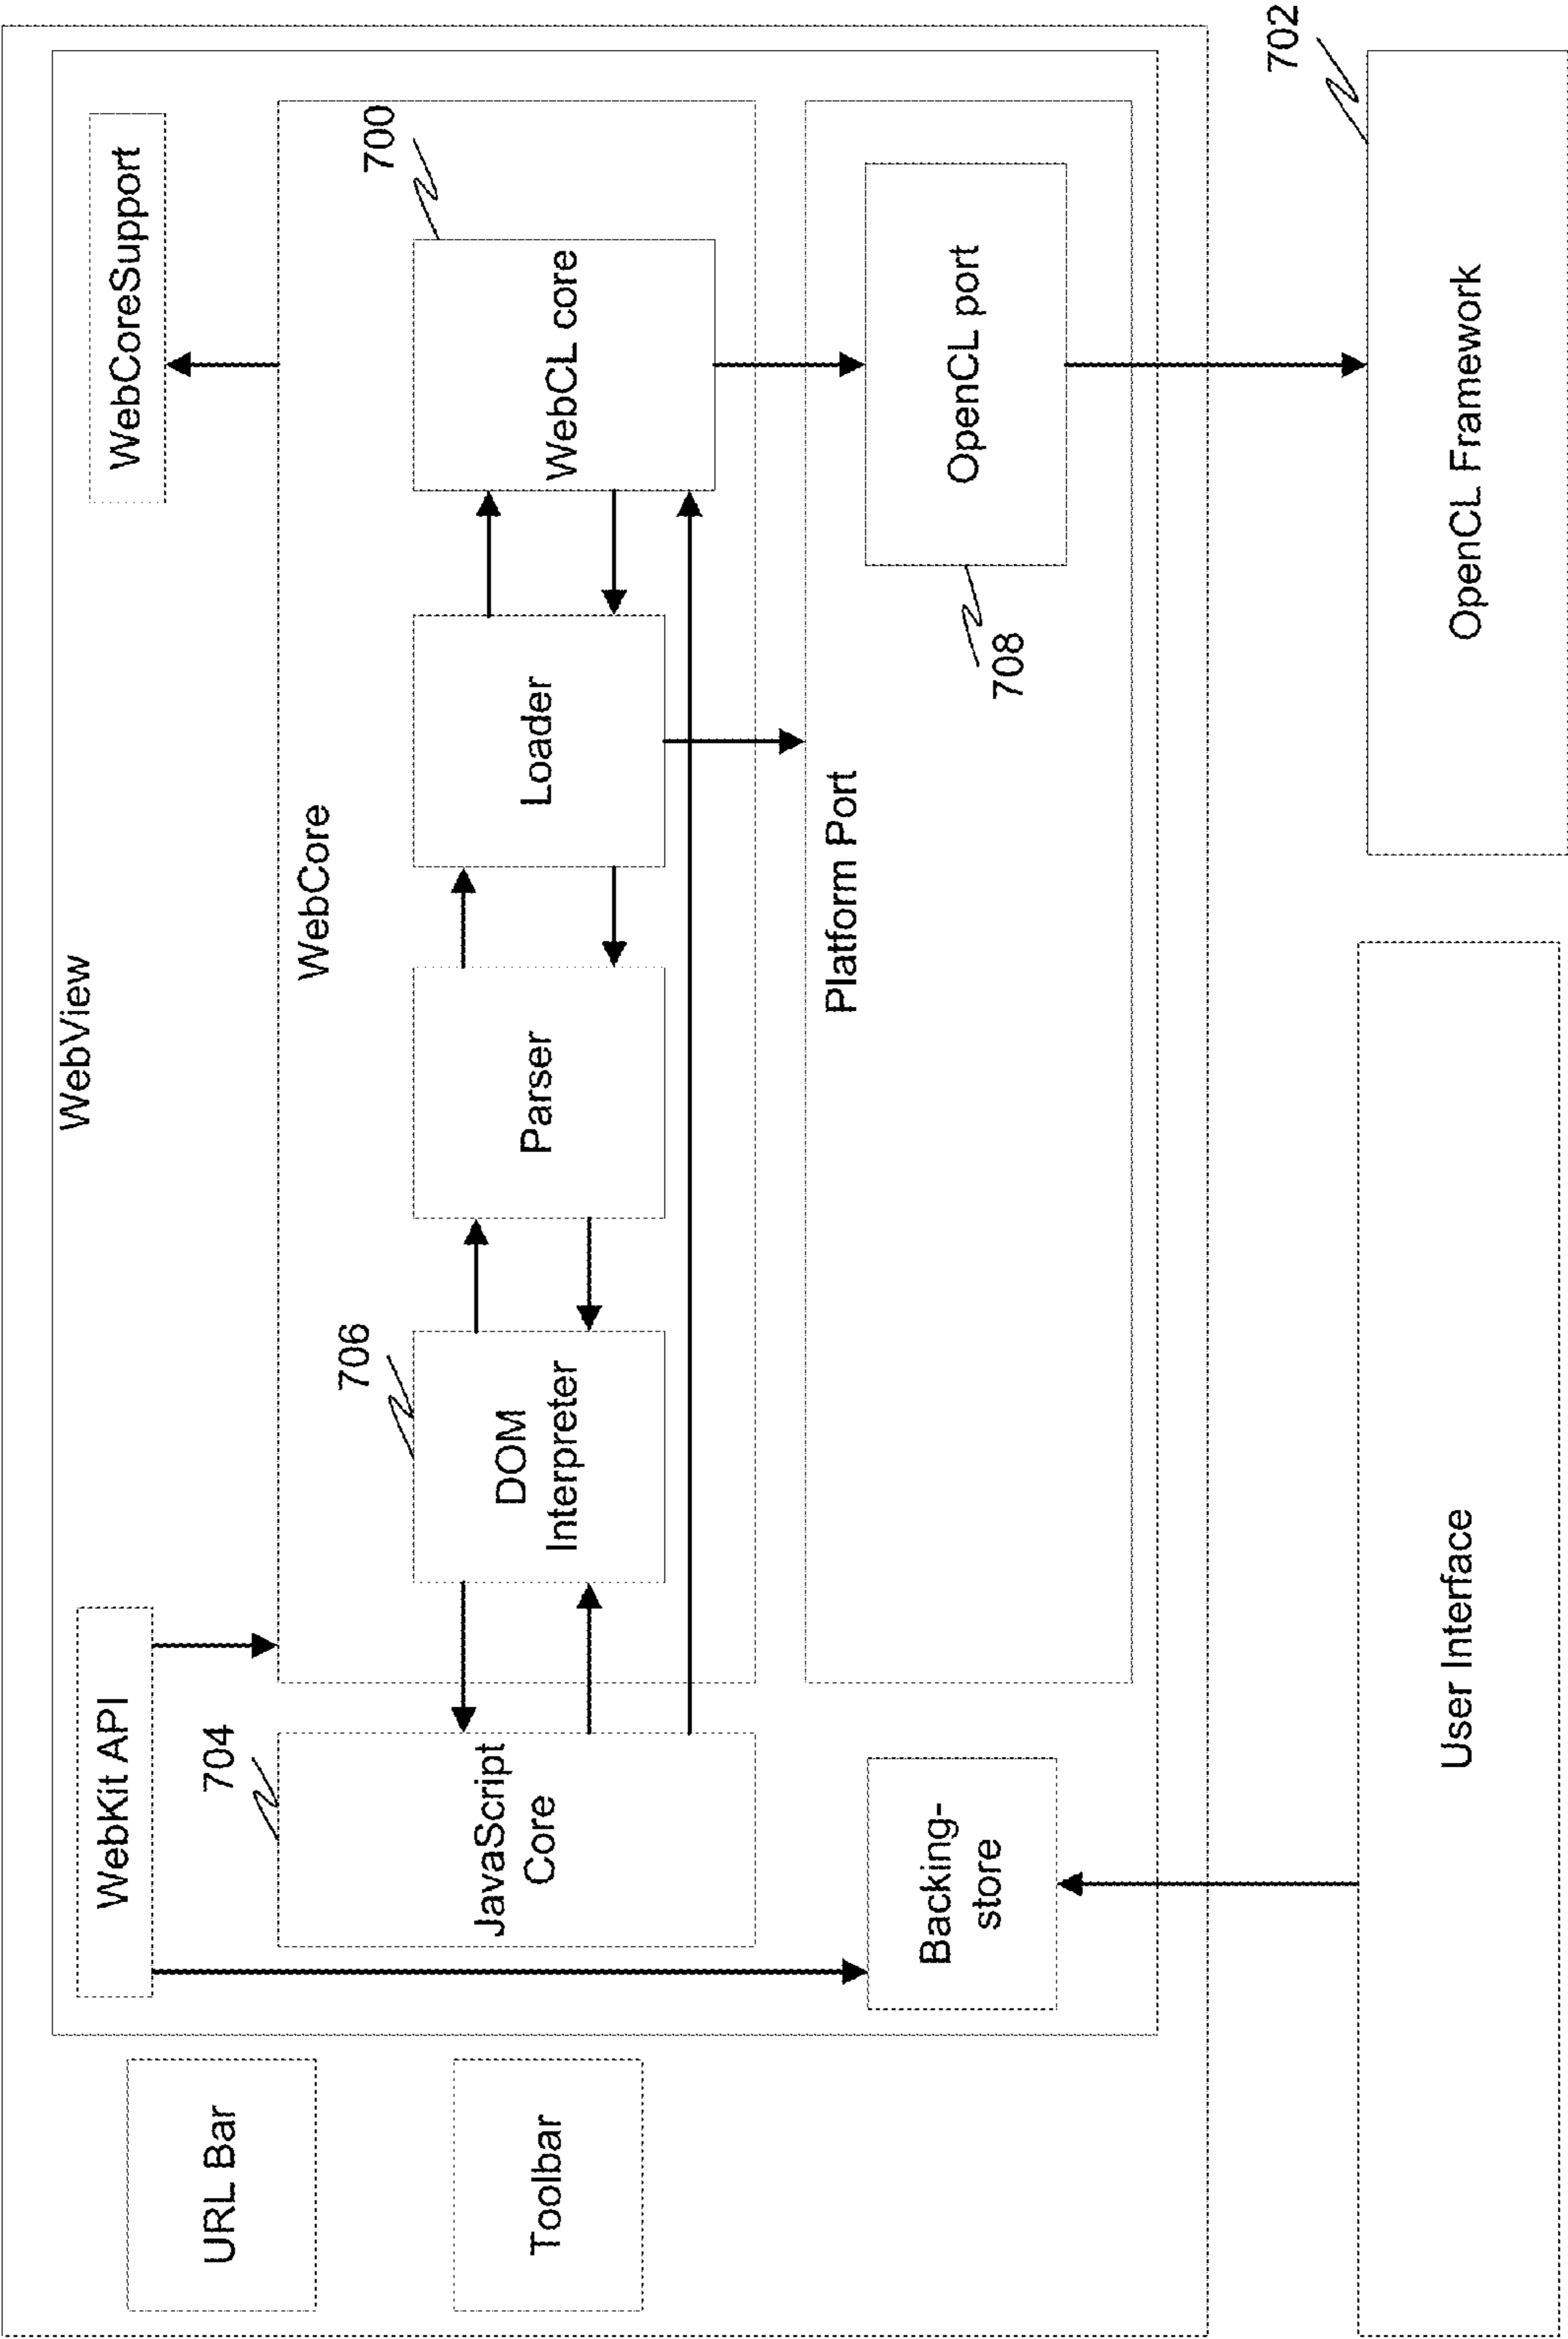 WebView
URL Bar
Toolbar
WebKit API
WebCoreSupport
WebCore
704
JavaScript
Core
706
DOM
Interpreter
Parser
Loader
700
WebCL core
Platform Port
Backing-
store
708
OpenCL port
702
User Interface
OpenCL Framework